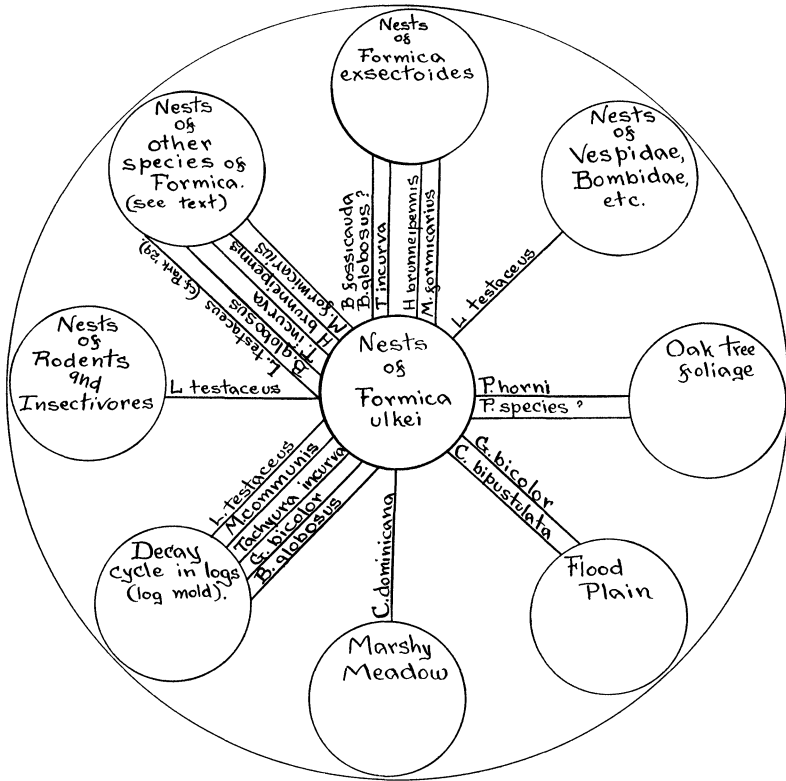 Nests
of
Formica
exsectoides
Nests
of
other
species of
Formica.
(see text)
Nests
of
Vespidae,
Bombidae,
etc.
B fossicauda
B. globosus?
T incurva
H brunneipennis
M. formicarius
M. formicarius
H brunneipennis
T. incurva
B. globosus
L. testaceus (cf Park '29).
L. testaceus
Nests
of
Rodents
and
Insectivores
L testaceus
Nests
of
Formica
ulkei
P. horni
P. species ?
Oak tree
foliage
L. testaceus
M. communis
Tachyura incurva
G. bicolor
B. globosus
C. dominicana
G. bicolor
C. bipustulata
Decay
cycle in logs
(log mold).
Marshy
Meadow
Flood
Plain